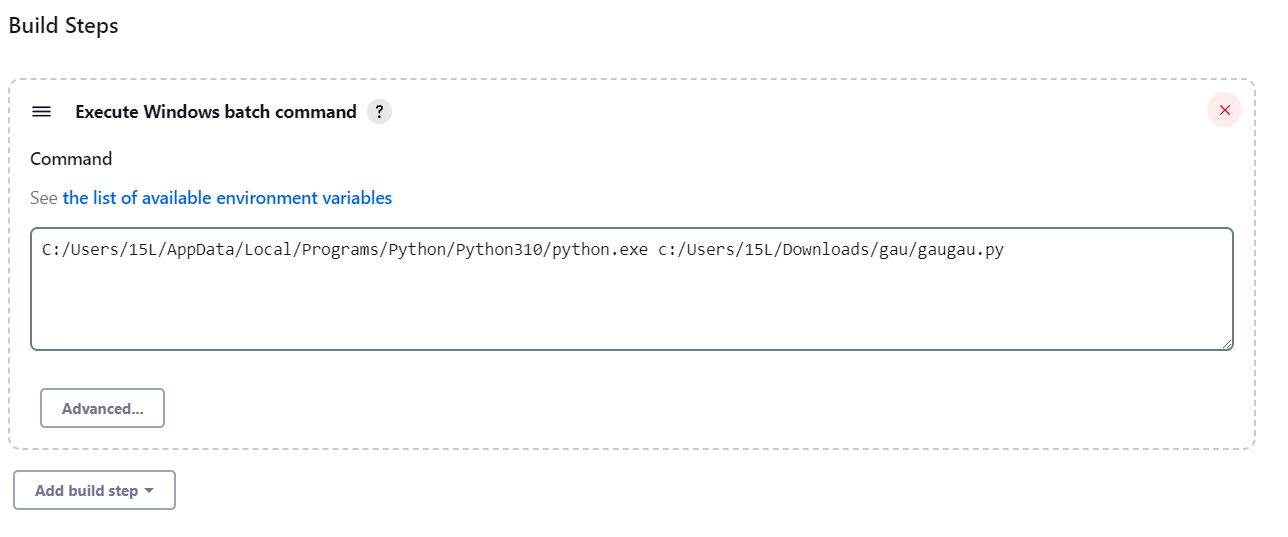 Build Steps
Execute Windows batch command ?
Command
See the list of available environment variables
C:/Users/15L/AppData/Local/Programs/Python/Python310/python.exe c:/Users/15L/Downloads/gau/gaugau.py
Advanced...
Add build step